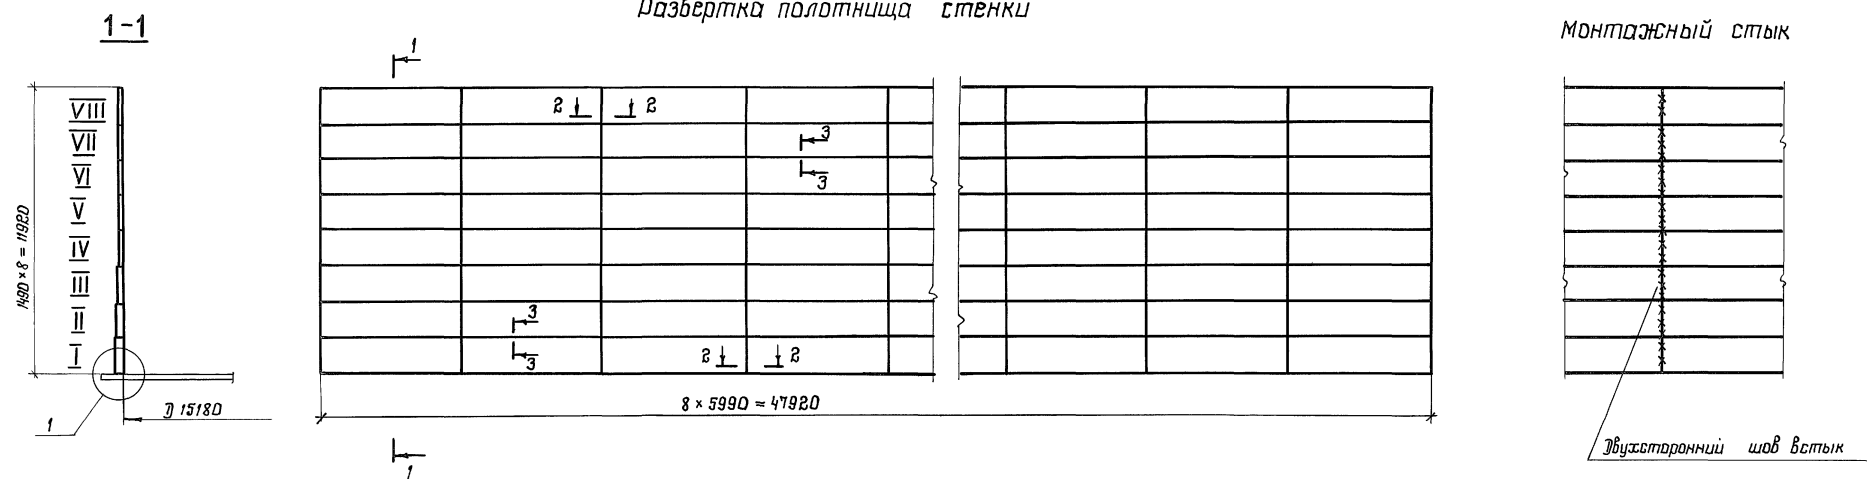 Развертка полотнища стенки
1-1
Монтажный стык
1
VIII
VII
VI
V
IV
III
II
I
1490 × 8 = 11920
2 2
3
3
3
3
2 2
D 15180
1
8 × 5990 = 47920
1
Двухсторонний шов встык